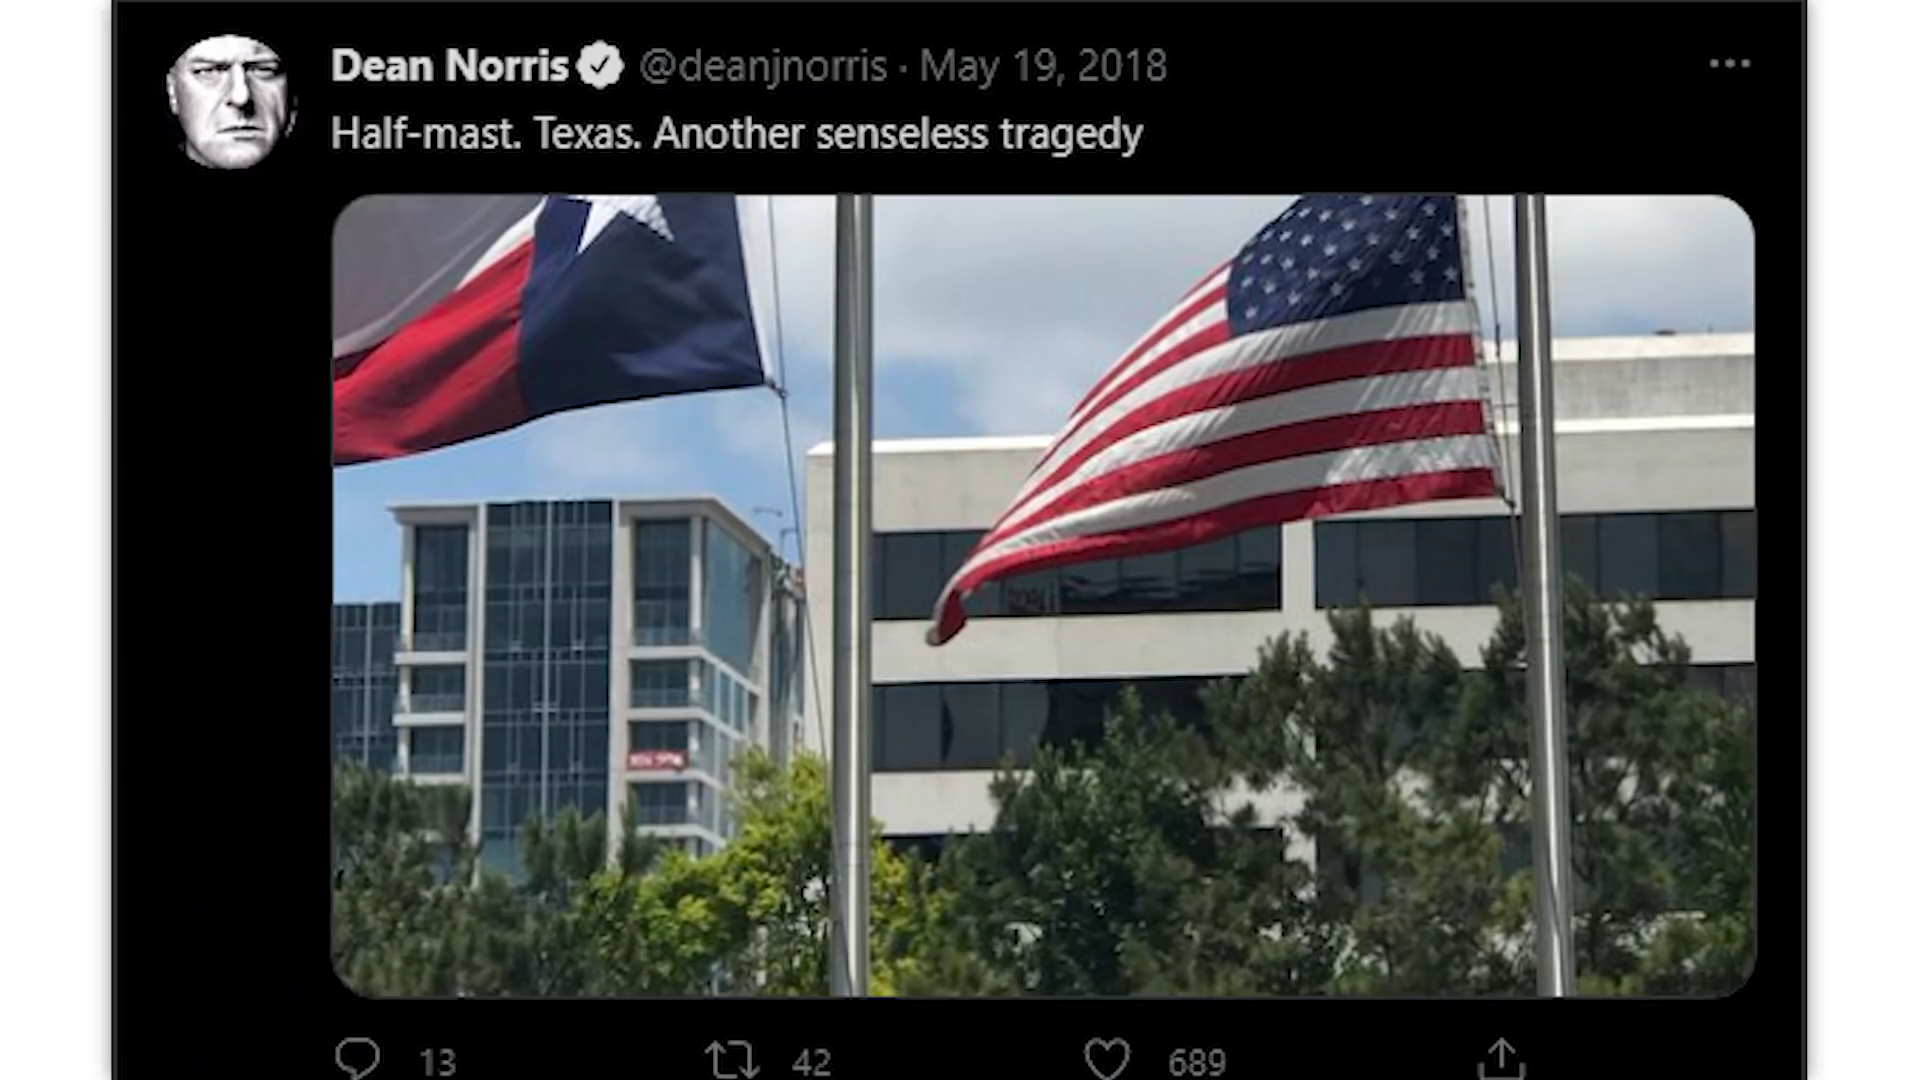 Dean Norris @deanjnorris · May 19, 2018
Half-mast. Texas. Another senseless tragedy
13 42 689